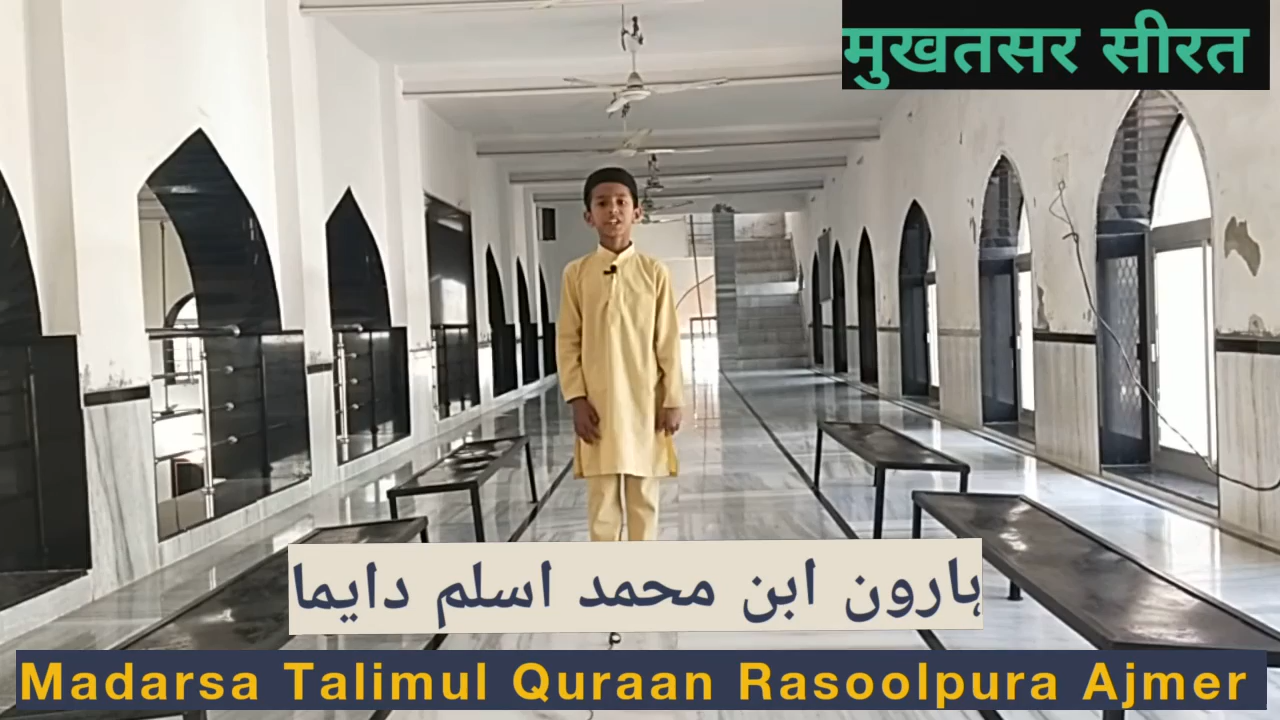 मुखतसर सीरत
ہارون ابن محمد اسلم دایما
Madarsa Talimul Quraan Rasoolpura Ajmer